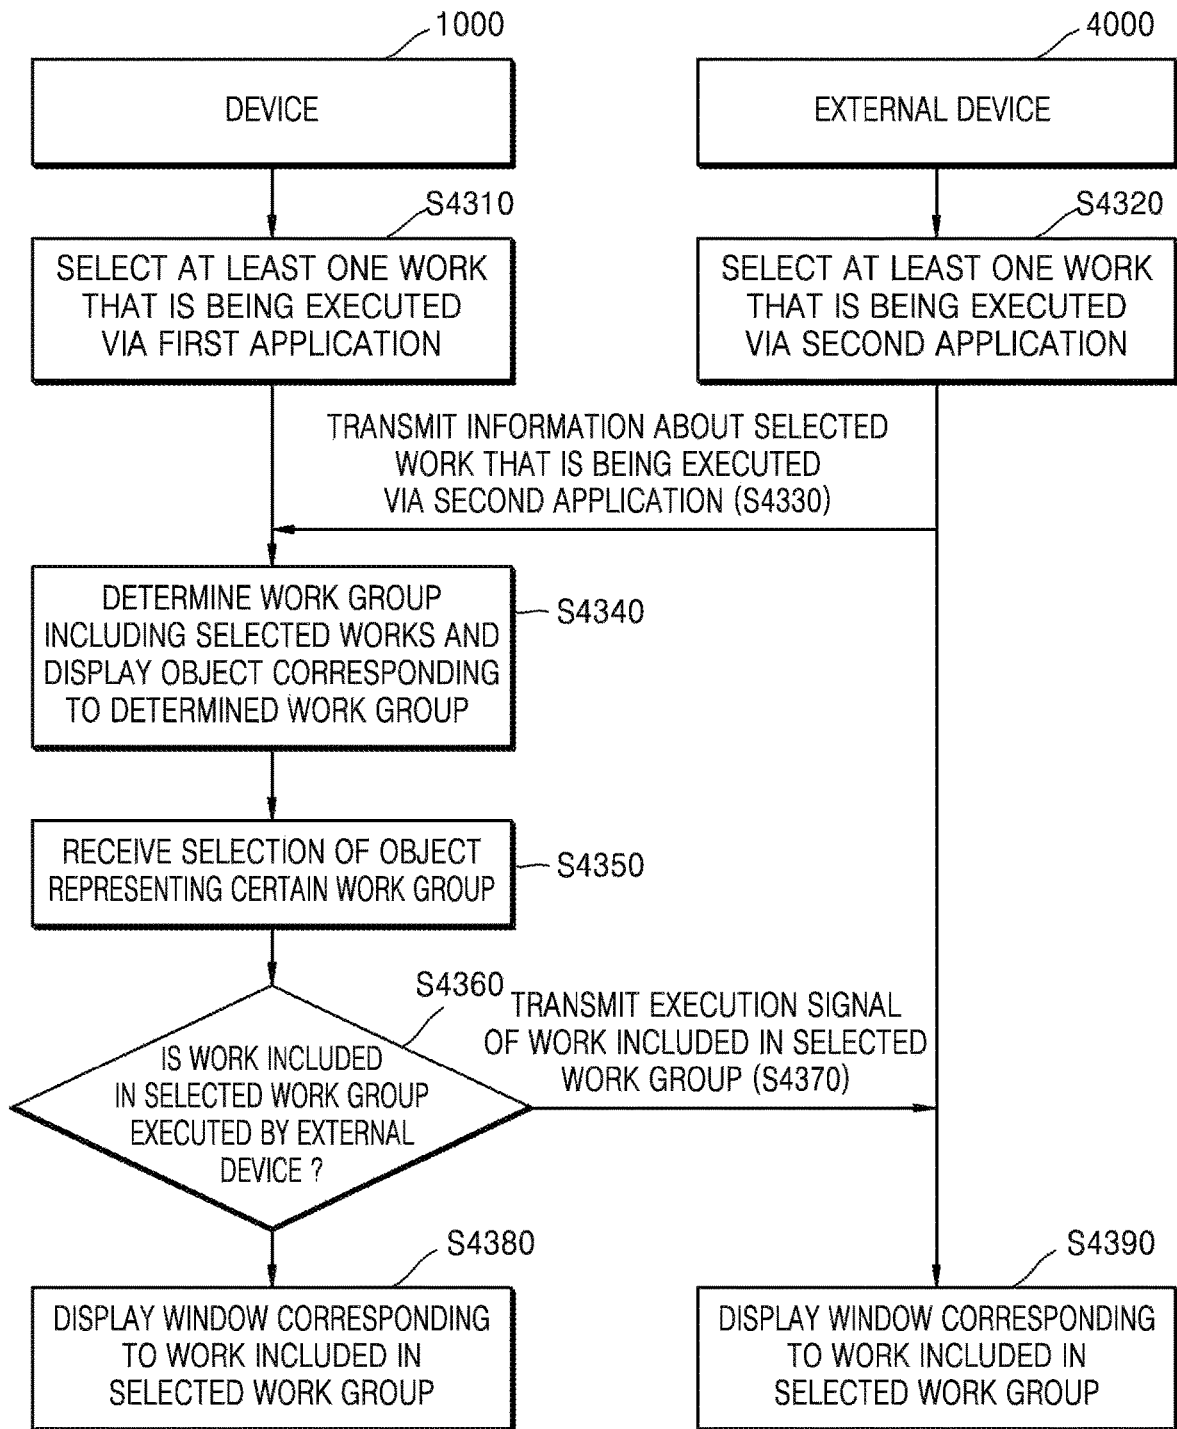 1000
4000
DEVICE
EXTERNAL DEVICE
S4310
S4320
SELECT AT LEAST ONE WORK
THAT IS BEING EXECUTED
VIA FIRST APPLICATION
SELECT AT LEAST ONE WORK
THAT IS BEING EXECUTED
VIA SECOND APPLICATION
TRANSMIT INFORMATION ABOUT SELECTED
WORK THAT IS BEING EXECUTED
VIA SECOND APPLICATION (S4330)
DETERMINE WORK GROUP
INCLUDING SELECTED WORKS AND
DISPLAY OBJECT CORRESPONDING
TO DETERMINED WORK GROUP
S4340
RECEIVE SELECTION OF OBJECT
REPRESENTING CERTAIN WORK GROUP
S4350
S4360
TRANSMIT EXECUTION SIGNAL
OF WORK INCLUDED IN SELECTED
WORK GROUP (S4370)
IS WORK INCLUDED
IN SELECTED WORK GROUP
EXECUTED BY EXTERNAL
DEVICE ?
S4380
S4390
DISPLAY WINDOW CORRESPONDING
TO WORK INCLUDED IN
SELECTED WORK GROUP
DISPLAY WINDOW CORRESPONDING
TO WORK INCLUDED IN
SELECTED WORK GROUP